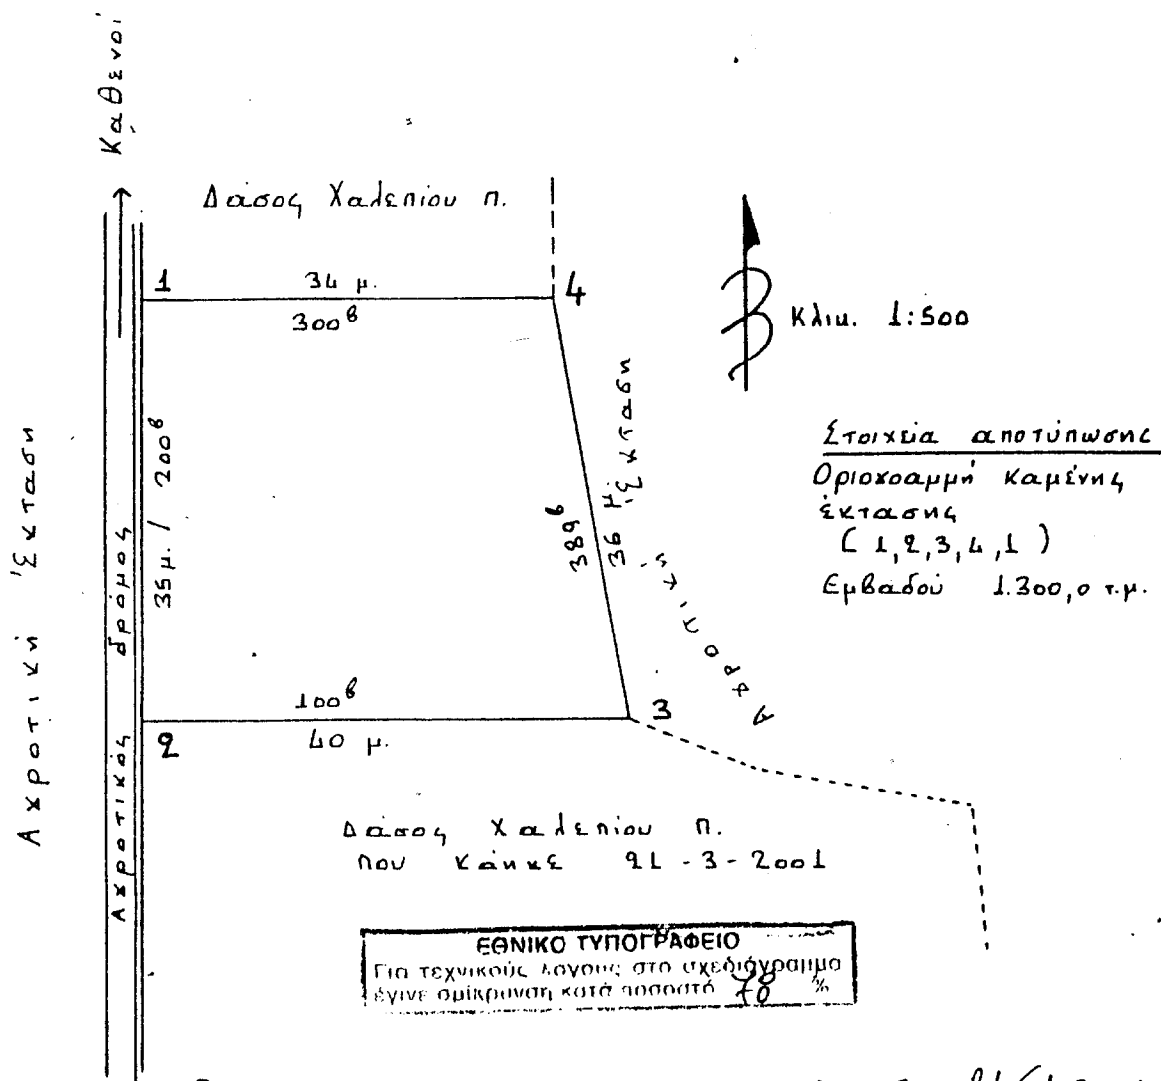 Καθενοί
Δάσος Χαλεπίου Π.
1
34 μ.
4
300β
Κλιμ. 1:500
Αγροτική Έκταση
Αγροτικός δρόμος
35μ. / 200β
389β
36 μ.
Αγροτική Έκταση
Στοιχεία αποτύπωσης
Οριογραμμή καμένης
έκτασης
( 1,2,3,4,1 )
Εμβαδού 1.300,0 τ.μ.
100β
3
2
40 μ.
Δάσος Χαλεπίου Π.
που κάηκε 21-3-2001
ΕΘΝΙΚΟ ΤΥΠΟΓΡΑΦΕΙΟ
Για τεχνικούς λόγους στο σχεδιάγραμμα
έγινε σμίκρυνση κατά ποσοστό 78 %